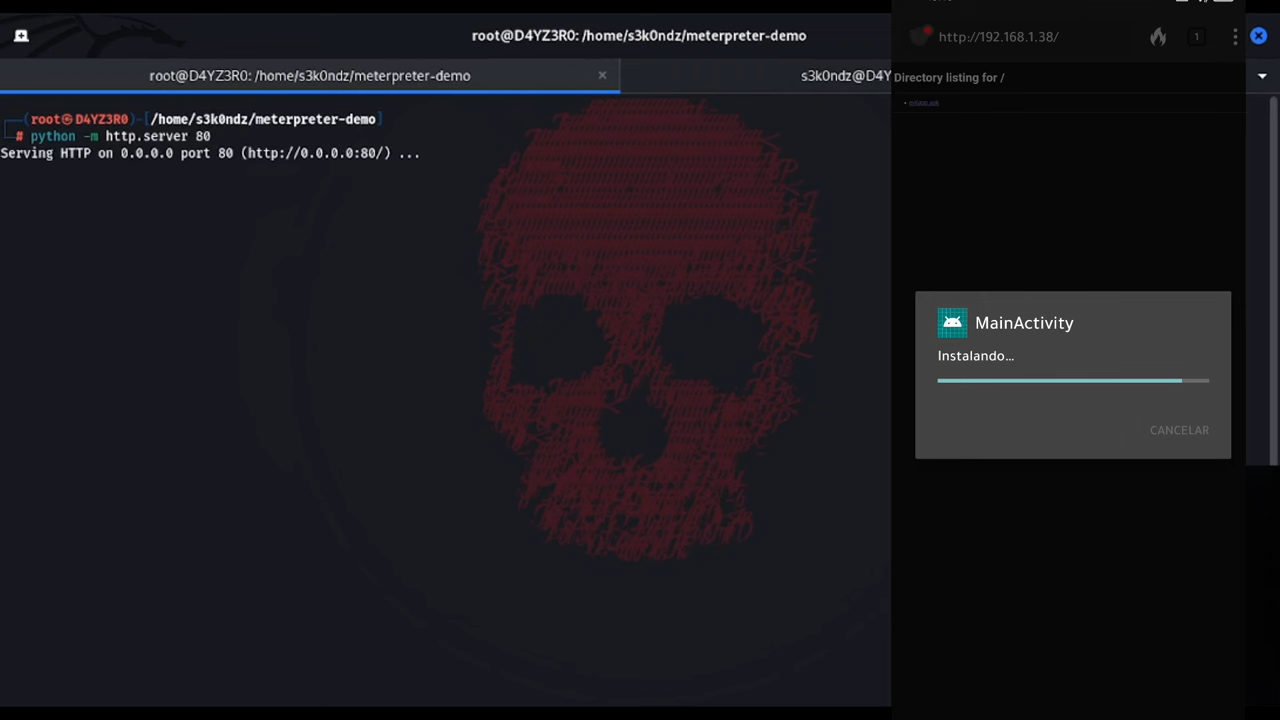 root@D4YZ3R0: /home/s3k0ndz/meterpreter-demo
root@D4YZ3R0: /home/s3k0ndz/meterpreter-demo
s3k0ndz@D4Y
(root㉿D4YZ3R0)-[/home/s3k0ndz/meterpreter-demo]
# python -m http.server 80
Serving HTTP on 0.0.0.0 port 80 (http://0.0.0.0:80/) ...
http://192.168.1.38/
1
Directory listing for /
MainActivity
Instalando...
CANCELAR